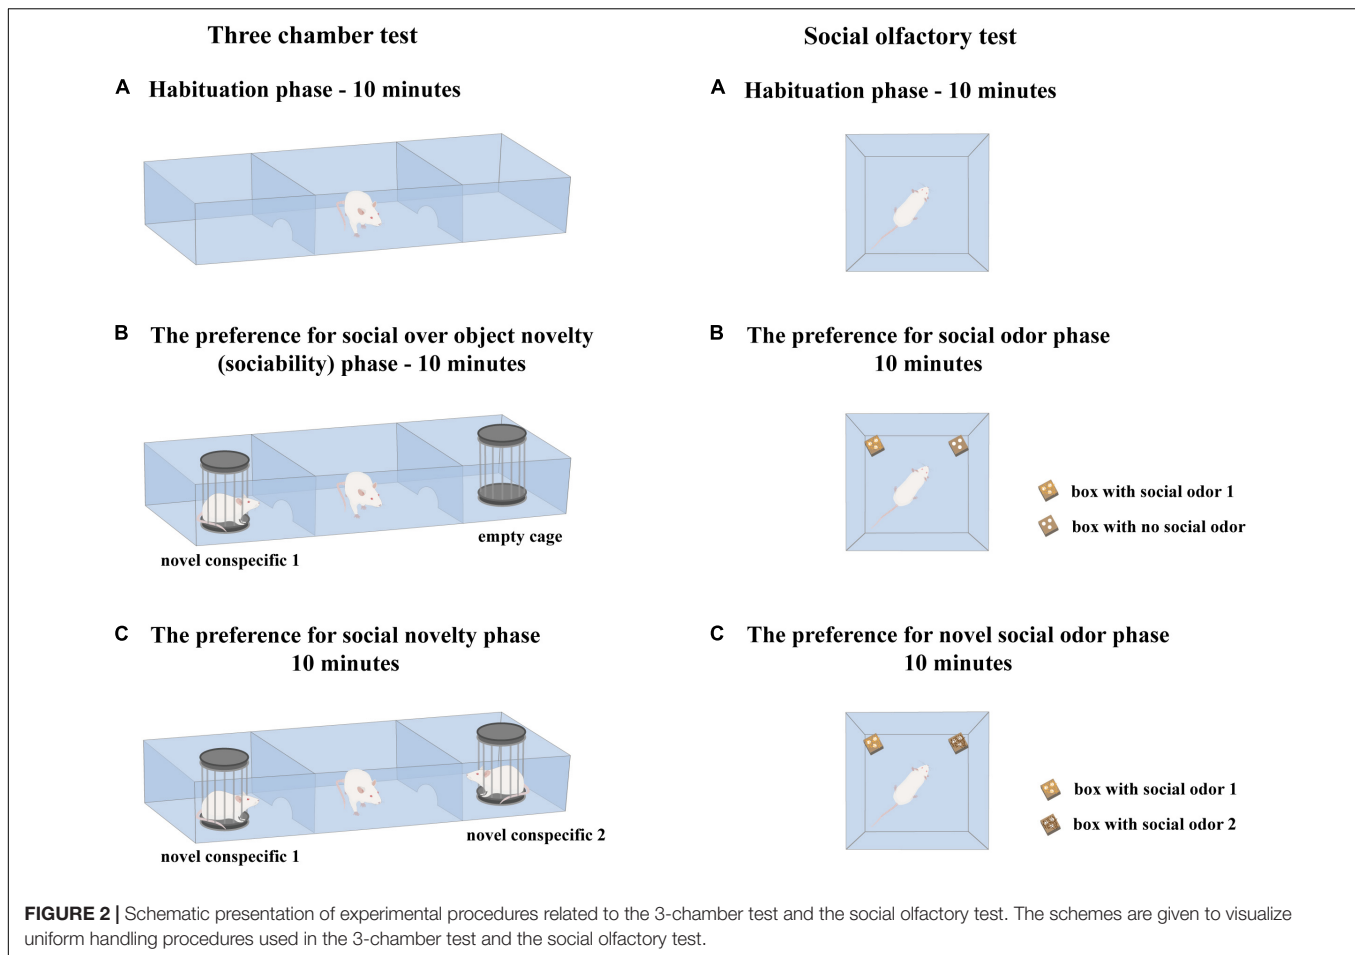 Three chamber test
A Habituation phase - 10 minutes
B The preference for social over object novelty
(sociability) phase - 10 minutes
empty cage
novel conspecific 1
C The preference for social novelty phase
10 minutes
novel conspecific 2
novel conspecific 1
Social olfactory test
A Habituation phase - 10 minutes
B The preference for social odor phase
10 minutes
box with social odor 1
box with no social odor
C The preference for novel social odor phase
10 minutes
box with social odor 1
box with social odor 2
FIGURE 2 | Schematic presentation of experimental procedures related to the 3-chamber test and the social olfactory test. The schemes are given to visualize
uniform handling procedures used in the 3-chamber test and the social olfactory test.